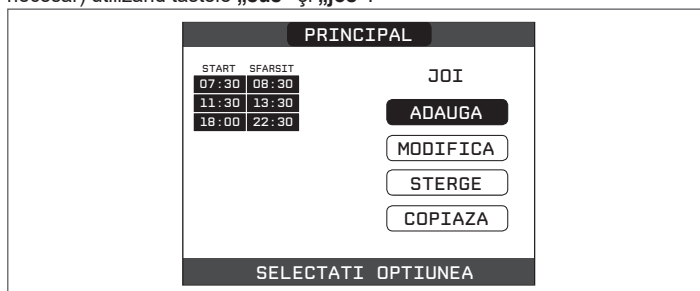 necesar) utilizând tastele „sus” și „jos”.
PRINCIPAL
START SFARSIT
07:30 08:30
11:30 13:30
18:00 22:30
JOI
ADAUGA
MODIFICA
STERGE
COPIAZA
SELECTATI OPTIUNEA